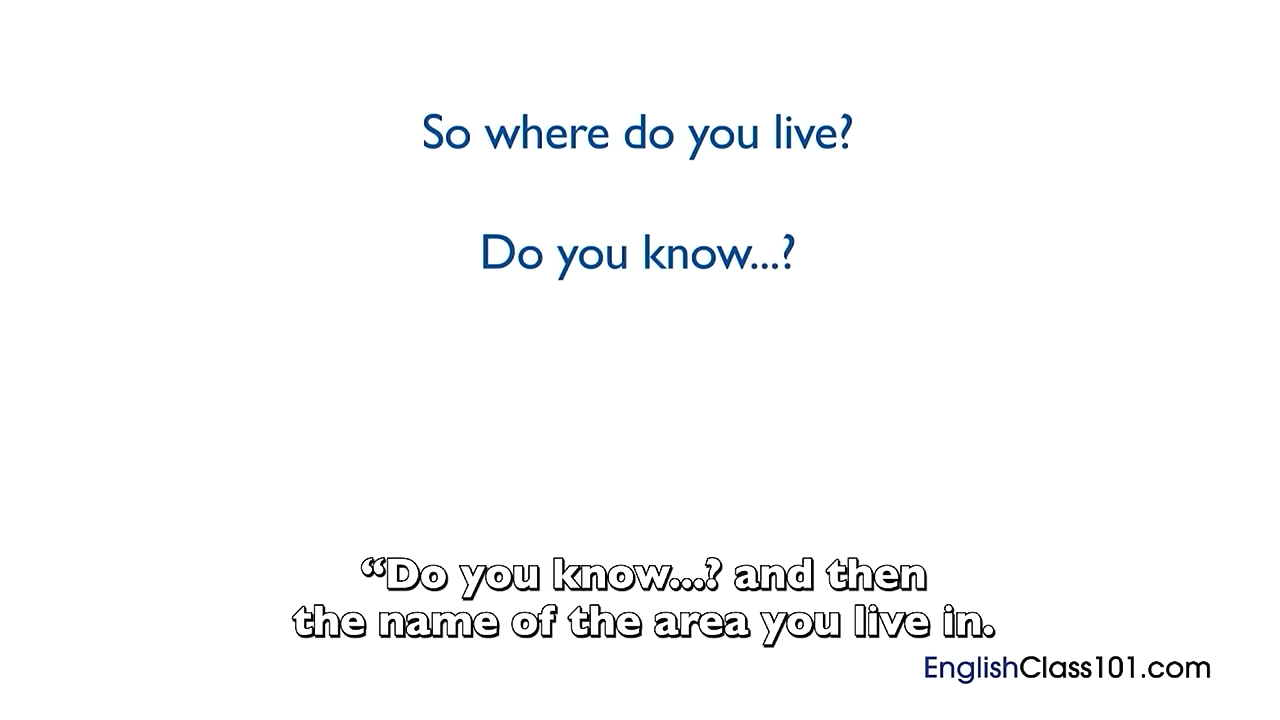 So where do you live?
Do you know...?
“Do you know...? and then
the name of the area you live in.
EnglishClass101.com